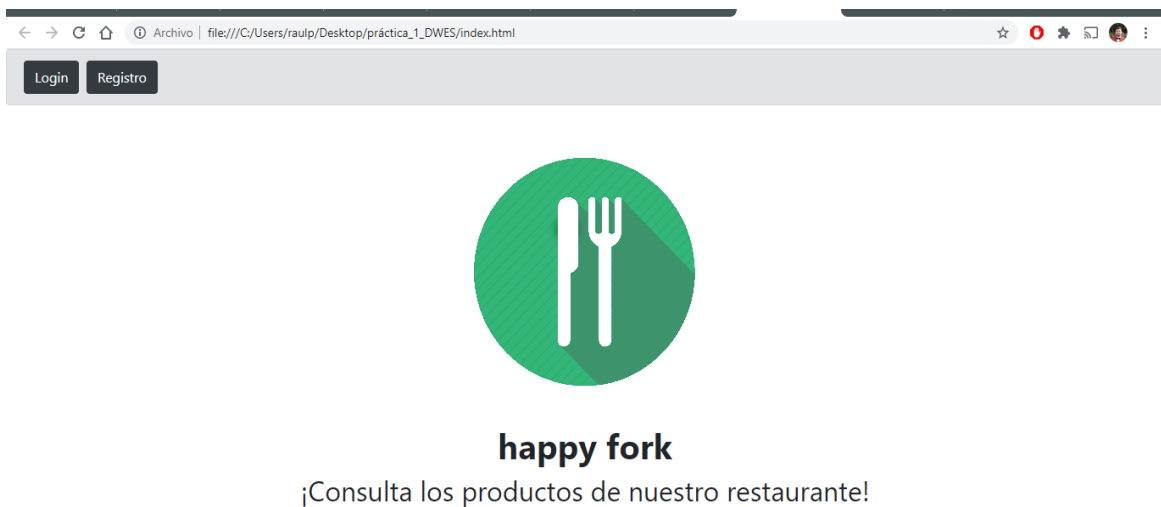 Archivo | file:///C:/Users/raulp/Desktop/práctica_1_DWES/index.html
Login Registro
happy fork
¡Consulta los productos de nuestro restaurante!